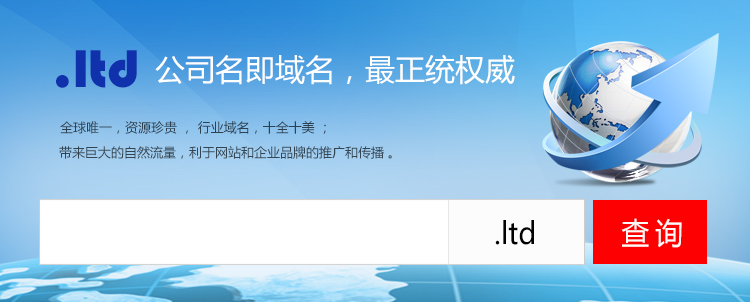 .ltd 公司名即域名，最正统权威
全球唯一，资源珍贵 ， 行业域名，十全十美 ；
带来巨大的自然流量，利于网站和企业品牌的推广和传播 。
.ltd 查询